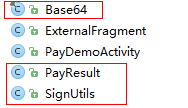 Base64
ExternalFragment
PayDemoActivity
PayResult
SignUtils